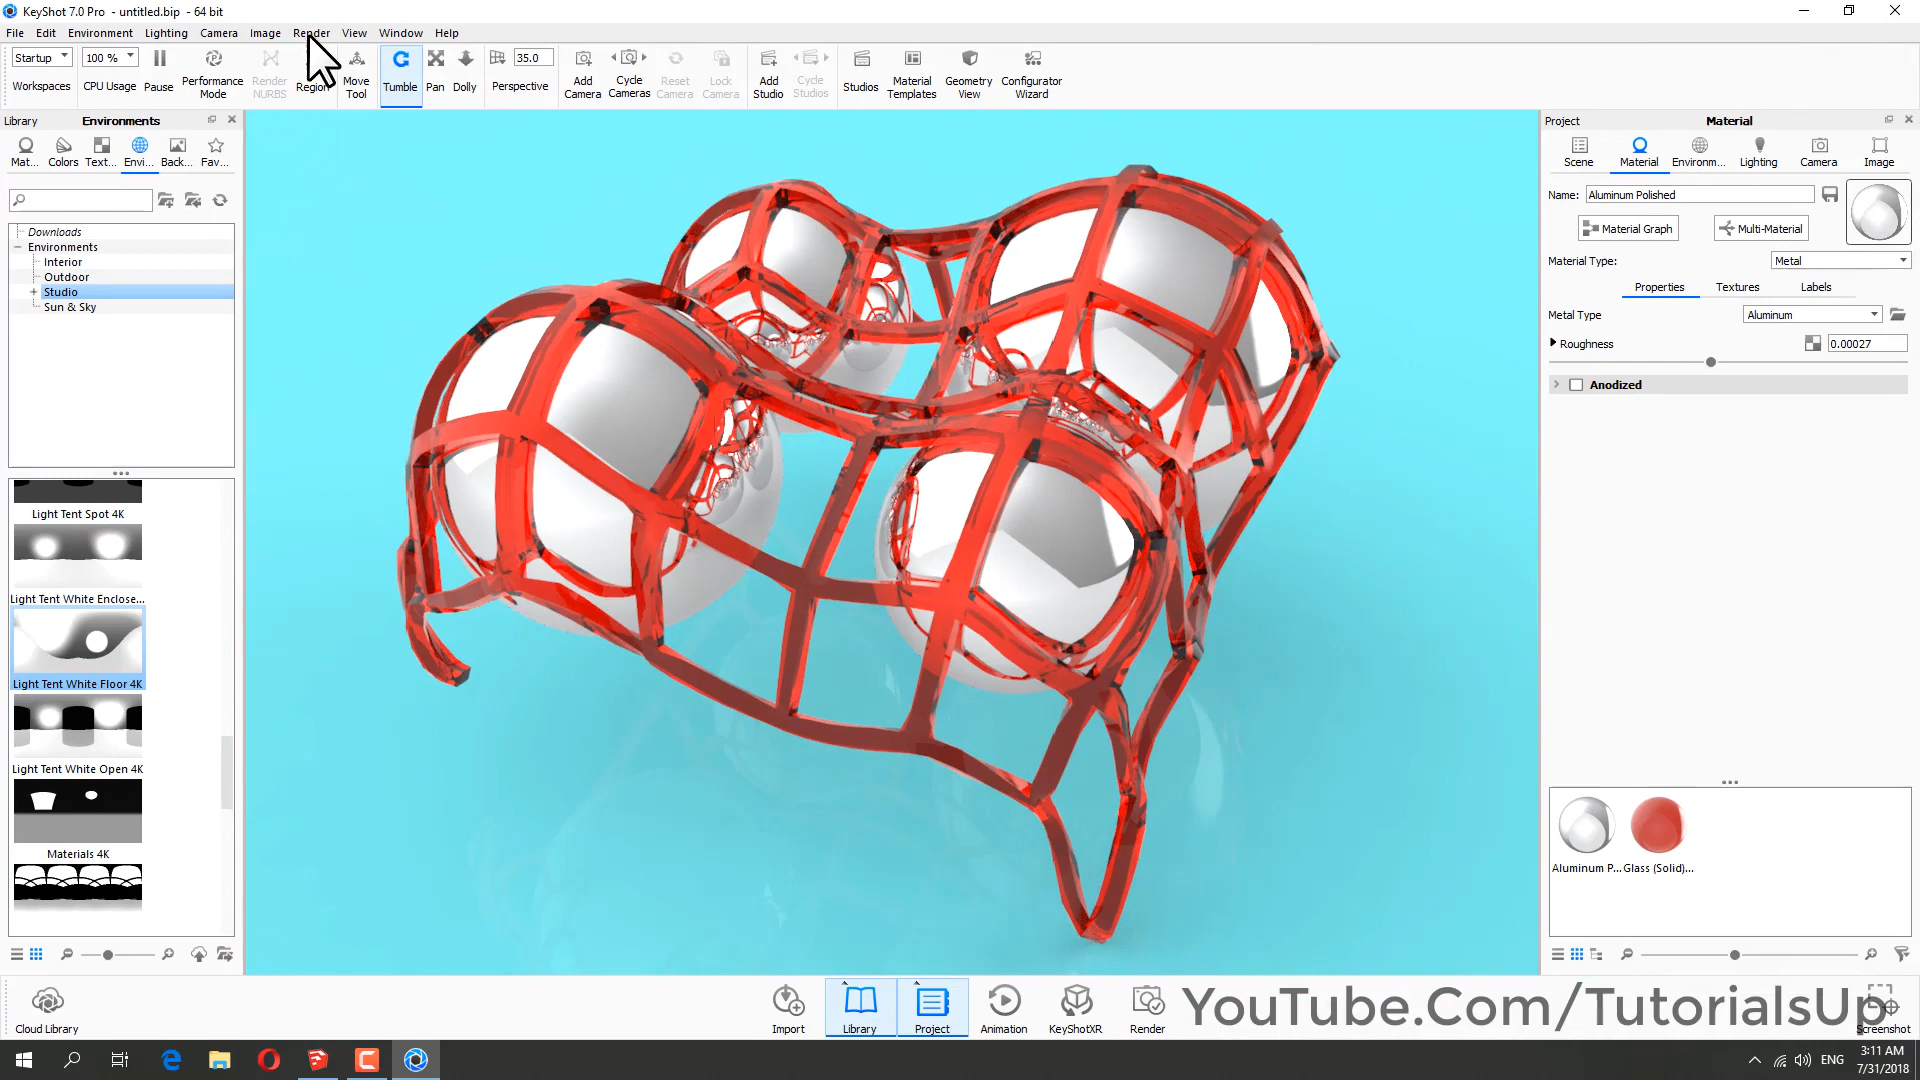 KeyShot 7.0 Pro - untitled.bip - 64 bit
File Edit Environment Lighting Camera Image Render View Window Help
Startup 100 % 35.0
Workspaces CPU Usage Pause Performance Mode Render NURBS Region Move Tool Tumble Pan Dolly Perspective Add Camera Cycle Cameras Reset Camera Lock Camera Add Studio Cycle Studios Studios Material Templates Geometry View Configurator Wizard
Library Environments
Mat... Colors Text... Envi... Back... Fav...
Downloads
Environments
Interior
Outdoor
Studio
Sun & Sky
Light Tent Spot 4K
Light Tent White Enclose...
Light Tent White Floor 4K
Light Tent White Open 4K
Materials 4K
Project Material
Scene Material Environm... Lighting Camera Image
Name: Aluminum Polished
Material Graph Multi-Material
Material Type: Metal
Properties Textures Labels
Metal Type Aluminum
Roughness 0.00027
Anodized
Aluminum P... Glass (Solid)...
Cloud Library Import Library Project Animation KeyShotXR Render Screenshot
YouTube.Com/TutorialsUp
ENG 3:11 AM
7/31/2018